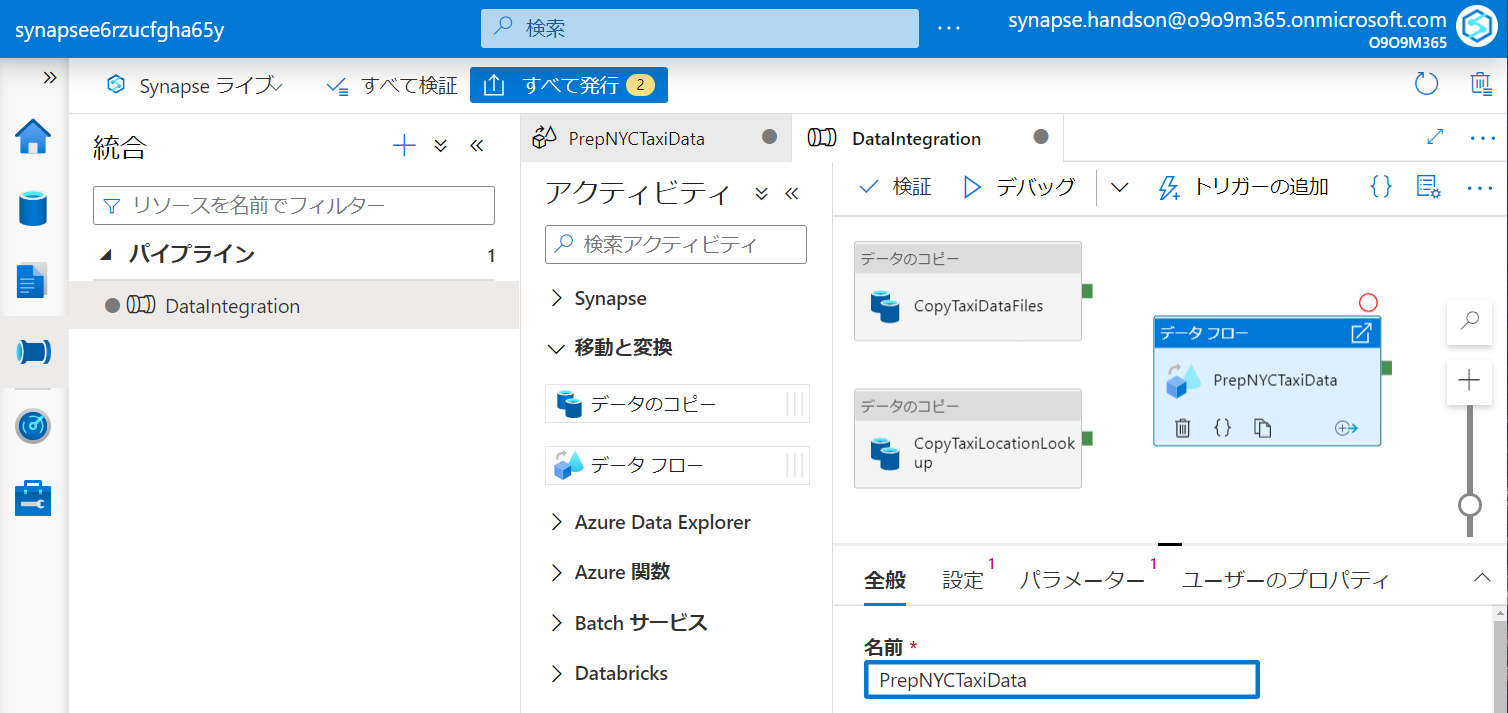 synapsee6rzucfgha65y
検索
...
synapse.handson@o9o9m365.onmicrosoft.com
O9O9M365
Synapse ライブ
すべて検証
すべて発行
2
統合
リソースを名前でフィルター
パイプライン
1
DataIntegration
PrepNYCTaxiData
DataIntegration
アクティビティ
検索アクティビティ
Synapse
移動と変換
データのコピー
データ フロー
Azure Data Explorer
Azure 関数
Batch サービス
Databricks
検証
デバッグ
トリガーの追加
{}
...
データのコピー
CopyTaxiDataFiles
データのコピー
CopyTaxiLocationLook
up
データ フロー
PrepNYCTaxiData
{}
全般
設定 1
パラメーター 1
ユーザーのプロパティ
名前 *
PrepNYCTaxiData